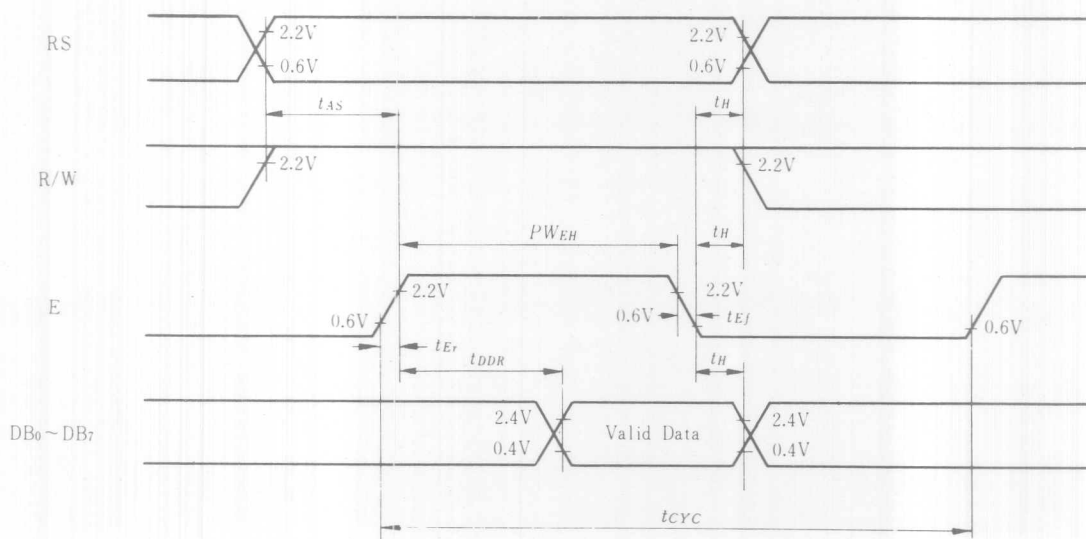 RS
2.2V
0.6V
2.2V
0.6V
tAS
tH
R/W
2.2V
2.2V
PWEH
tH
E
2.2V
0.6V
2.2V
0.6V
tEf
0.6V
tEr
tDDR
tH
DB0~DB7
2.4V
0.4V
Valid Data
2.4V
0.4V
tCYC